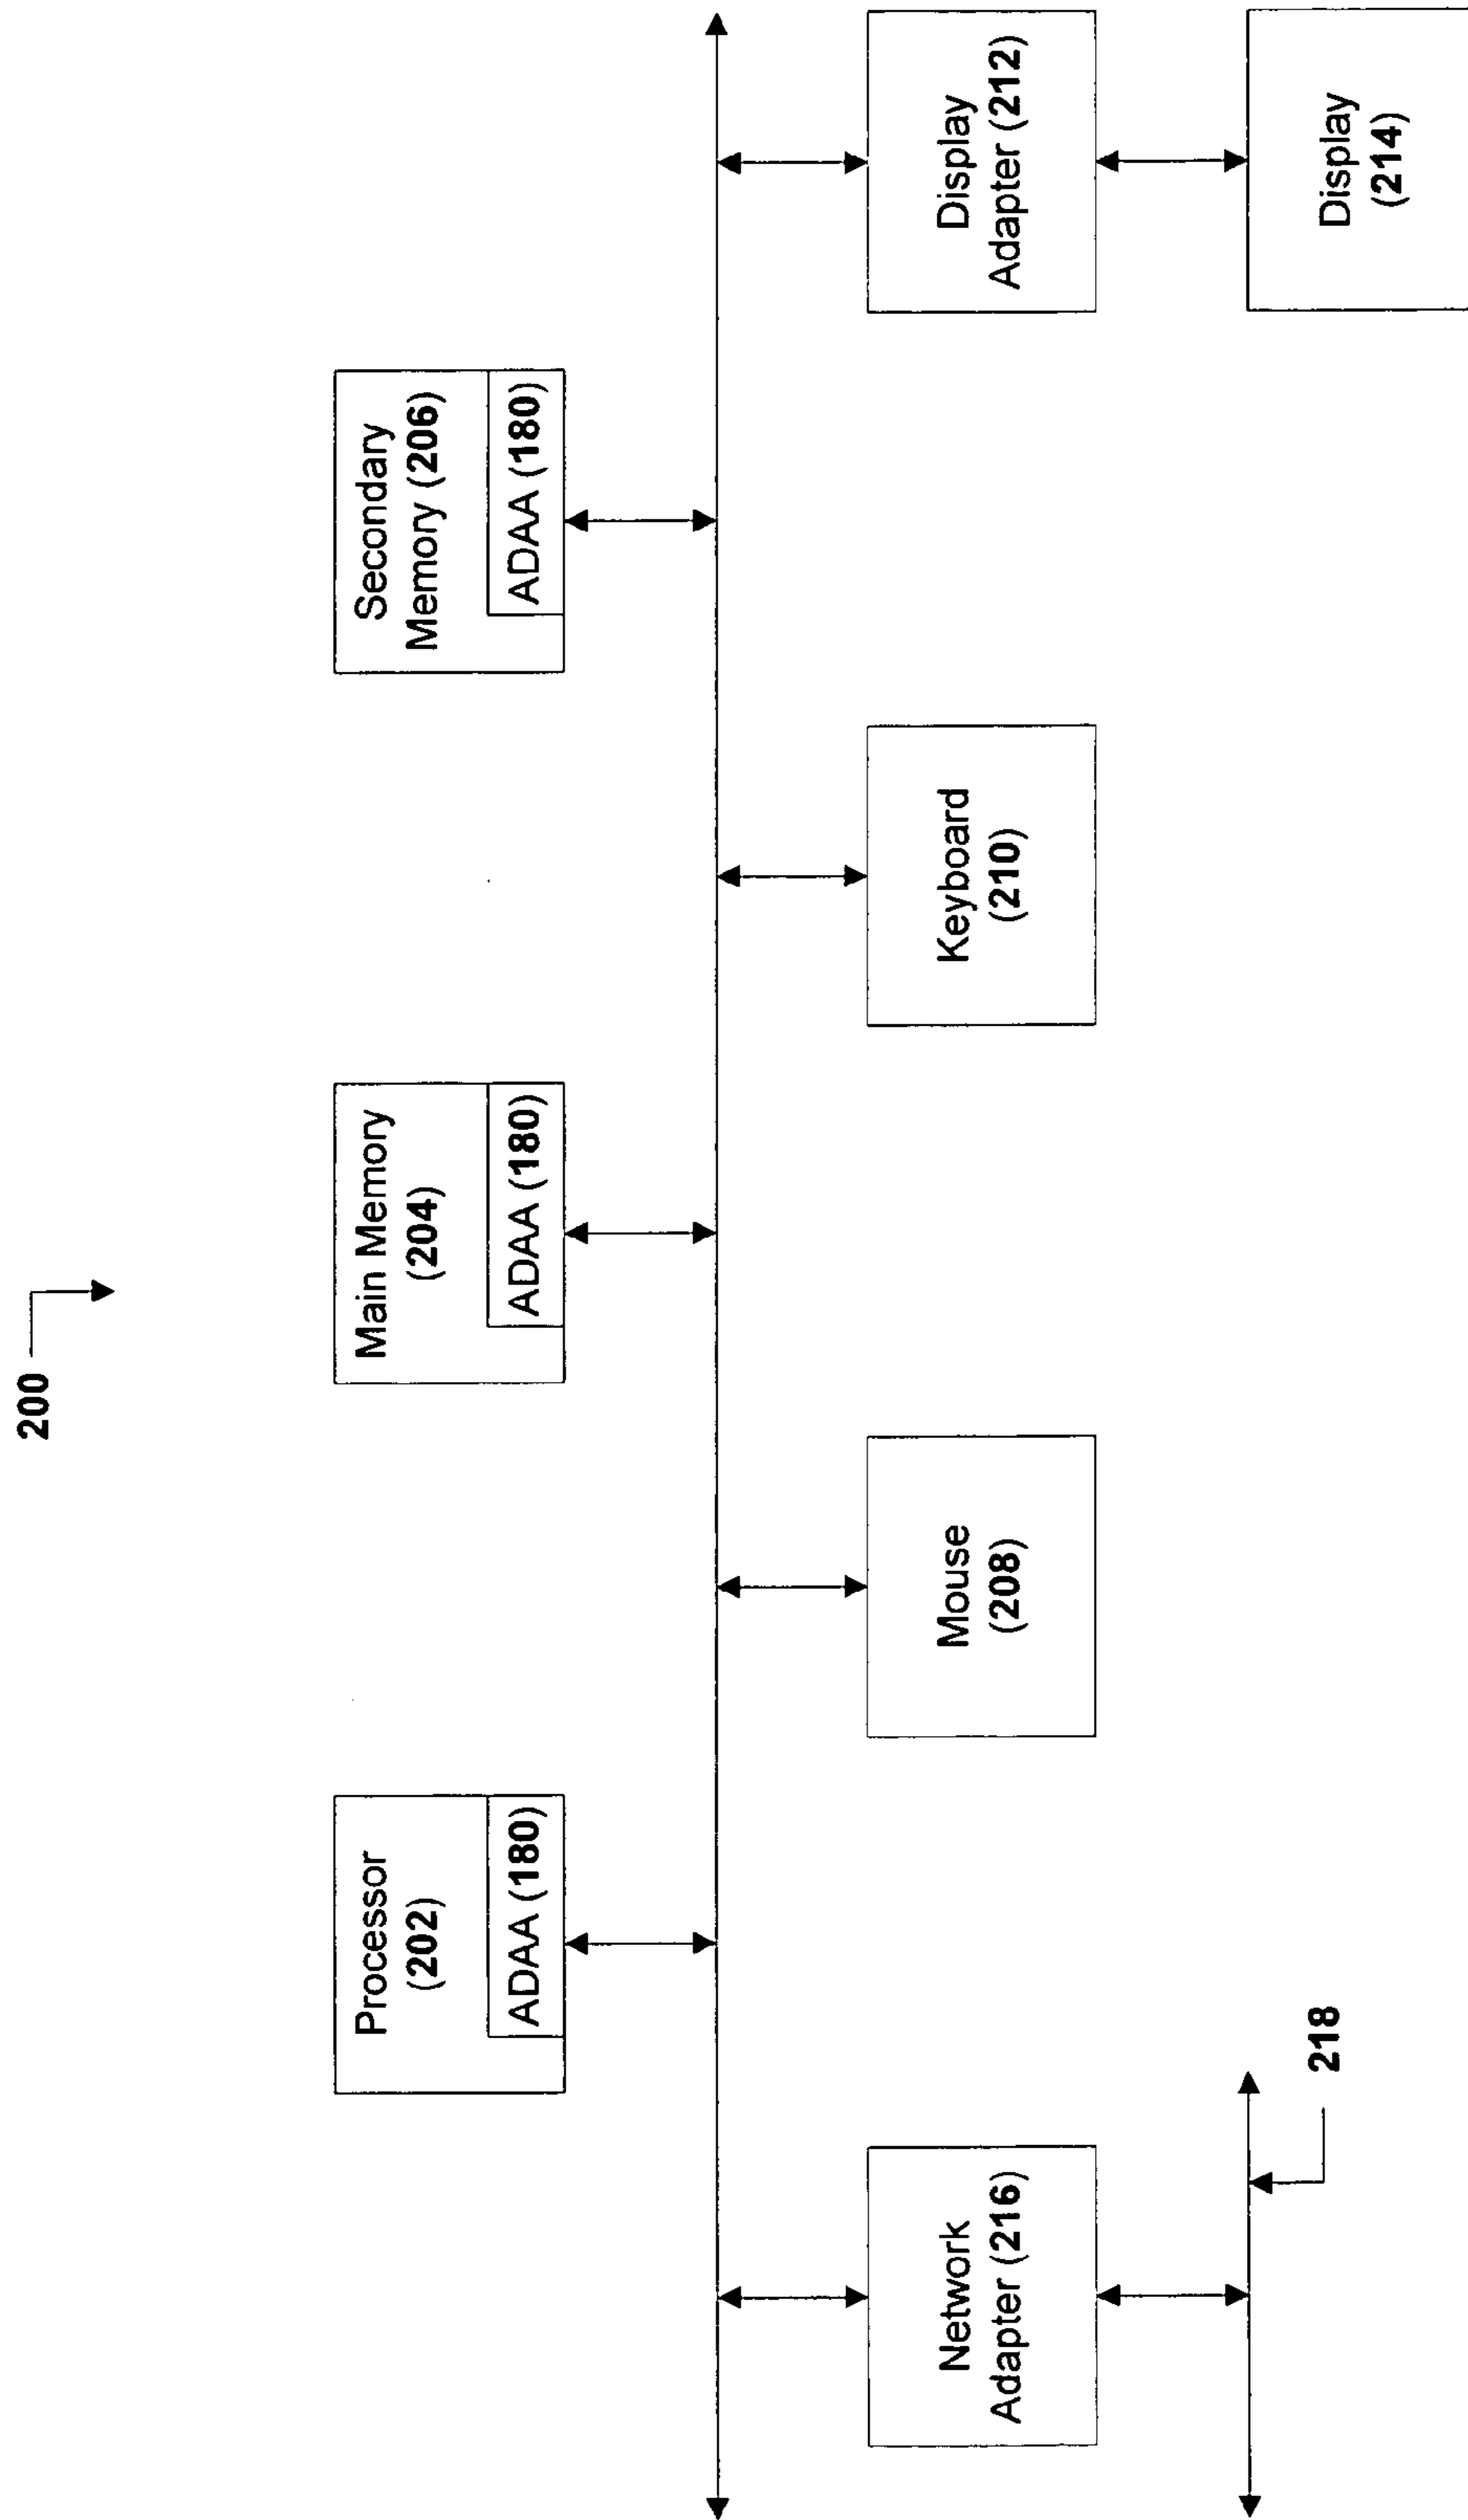 200
Processor
(202)
ADAA (180)
Main Memory
(204)
ADAA (180)
Secondary
Memory (206)
ADAA (180)
Network
Adapter (216)
Mouse
(208)
Keyboard
(210)
Display
Adapter (212)
218
Display
(214)